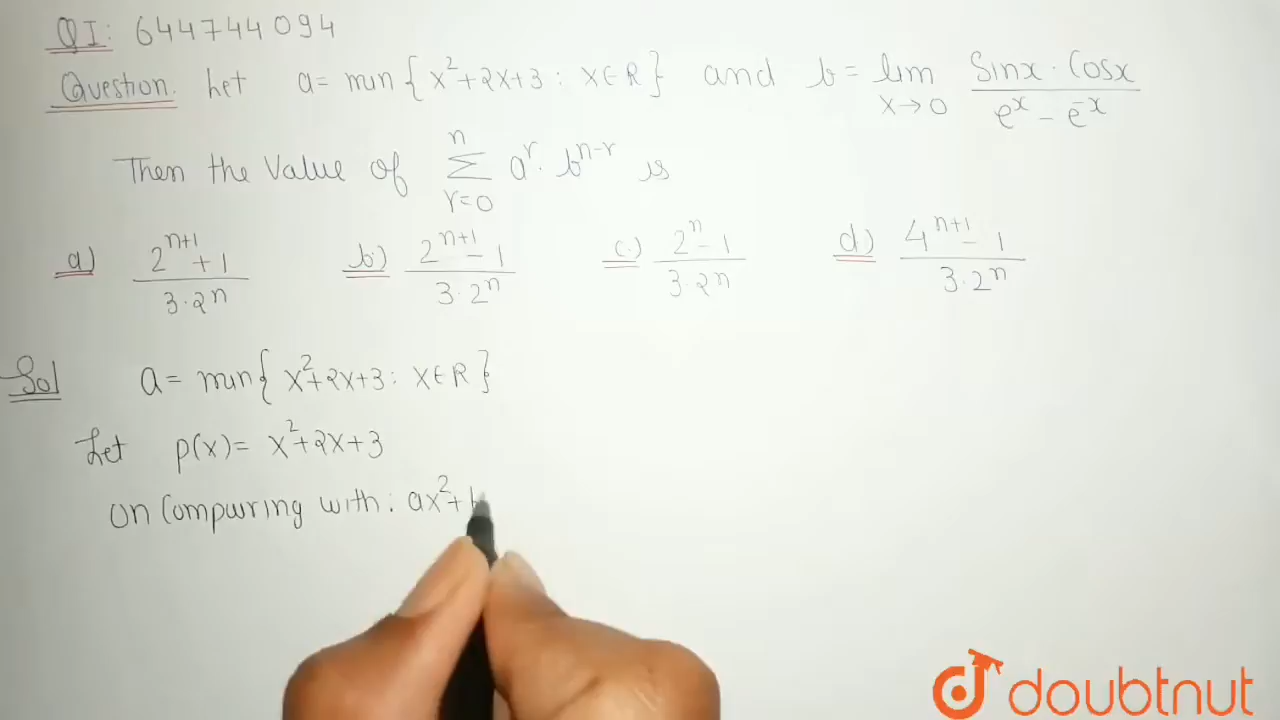 QI: 644744094
Question. Let a = min { x² + 2x + 3 : x ∈ R } and b = lim x→0 Sinx · Cosx / eˣ - e⁻ˣ
Then the Value of n Σ r=0 aʳ · bⁿ⁻ʳ is
a) 2ⁿ⁺¹ + 1 / 3·2ⁿ b) 2ⁿ⁺¹ - 1 / 3·2ⁿ (c.) 2ⁿ - 1 / 3·2ⁿ d) 4ⁿ⁺¹ - 1 / 3·2ⁿ
Sol a = min { x² + 2x + 3 : x ∈ R }
Let p(x) = x² + 2x + 3
on Compuring with : ax² +
doubtnut